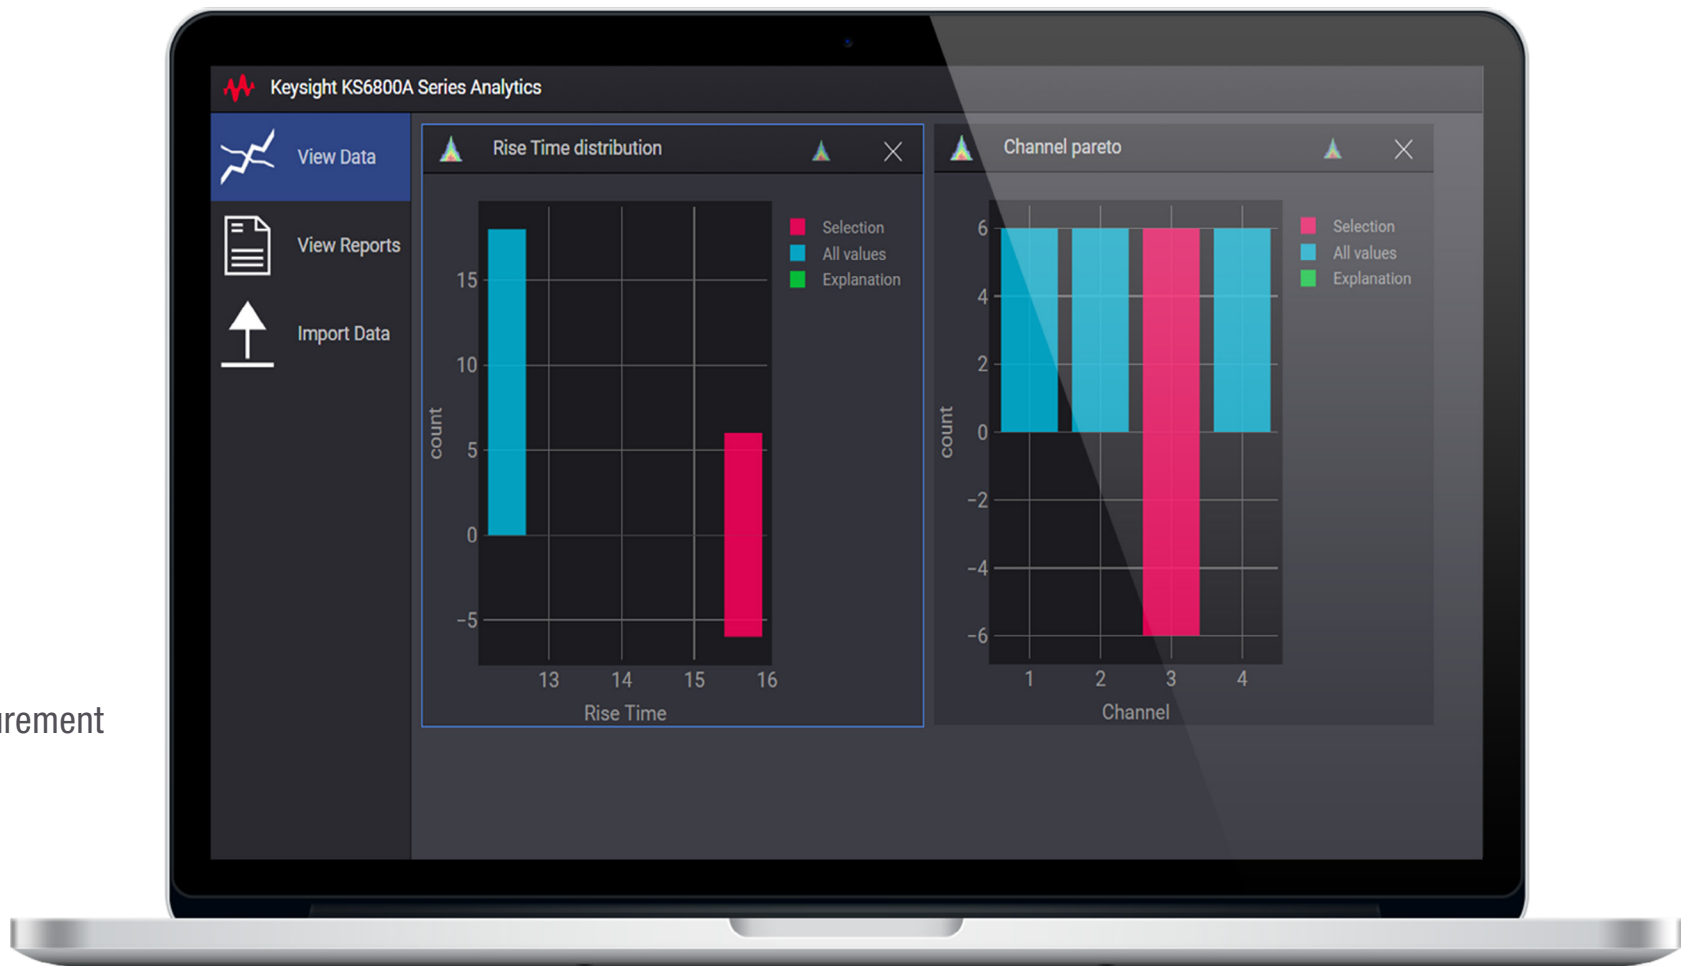 Keysight KS6800A Series Analytics
View Data
View Reports
Import Data
Rise Time distribution
Selection
All values
Explanation
15
10
5
0
−5
count
13 14 15 16
Rise Time
Channel pareto
Selection
All values
Explanation
6
4
2
0
−2
−4
−6
count
1 2 3 4
Channel
urement